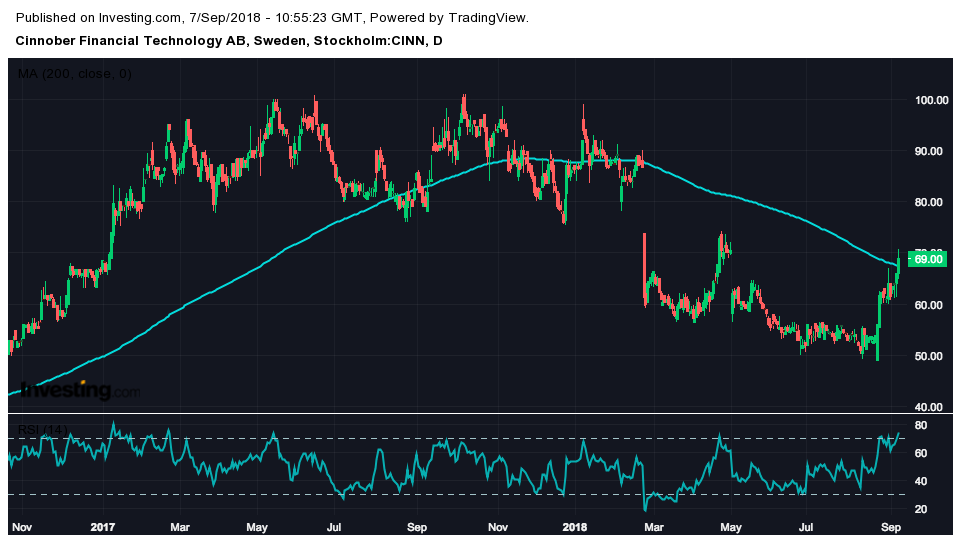 Published on Investing.com, 7/Sep/2018 - 10:55:23 GMT, Powered by TradingView.
Cinnober Financial Technology AB, Sweden, Stockholm:CINN, D
MA (200, close, 0)
100.00
90.00
80.00
70.00
69.00
60.00
50.00
40.00
Investing.com
RSI (14)
80
60
40
20
Nov 2017 Mar May Jul Sep Nov 2018 Mar May Jul Sep